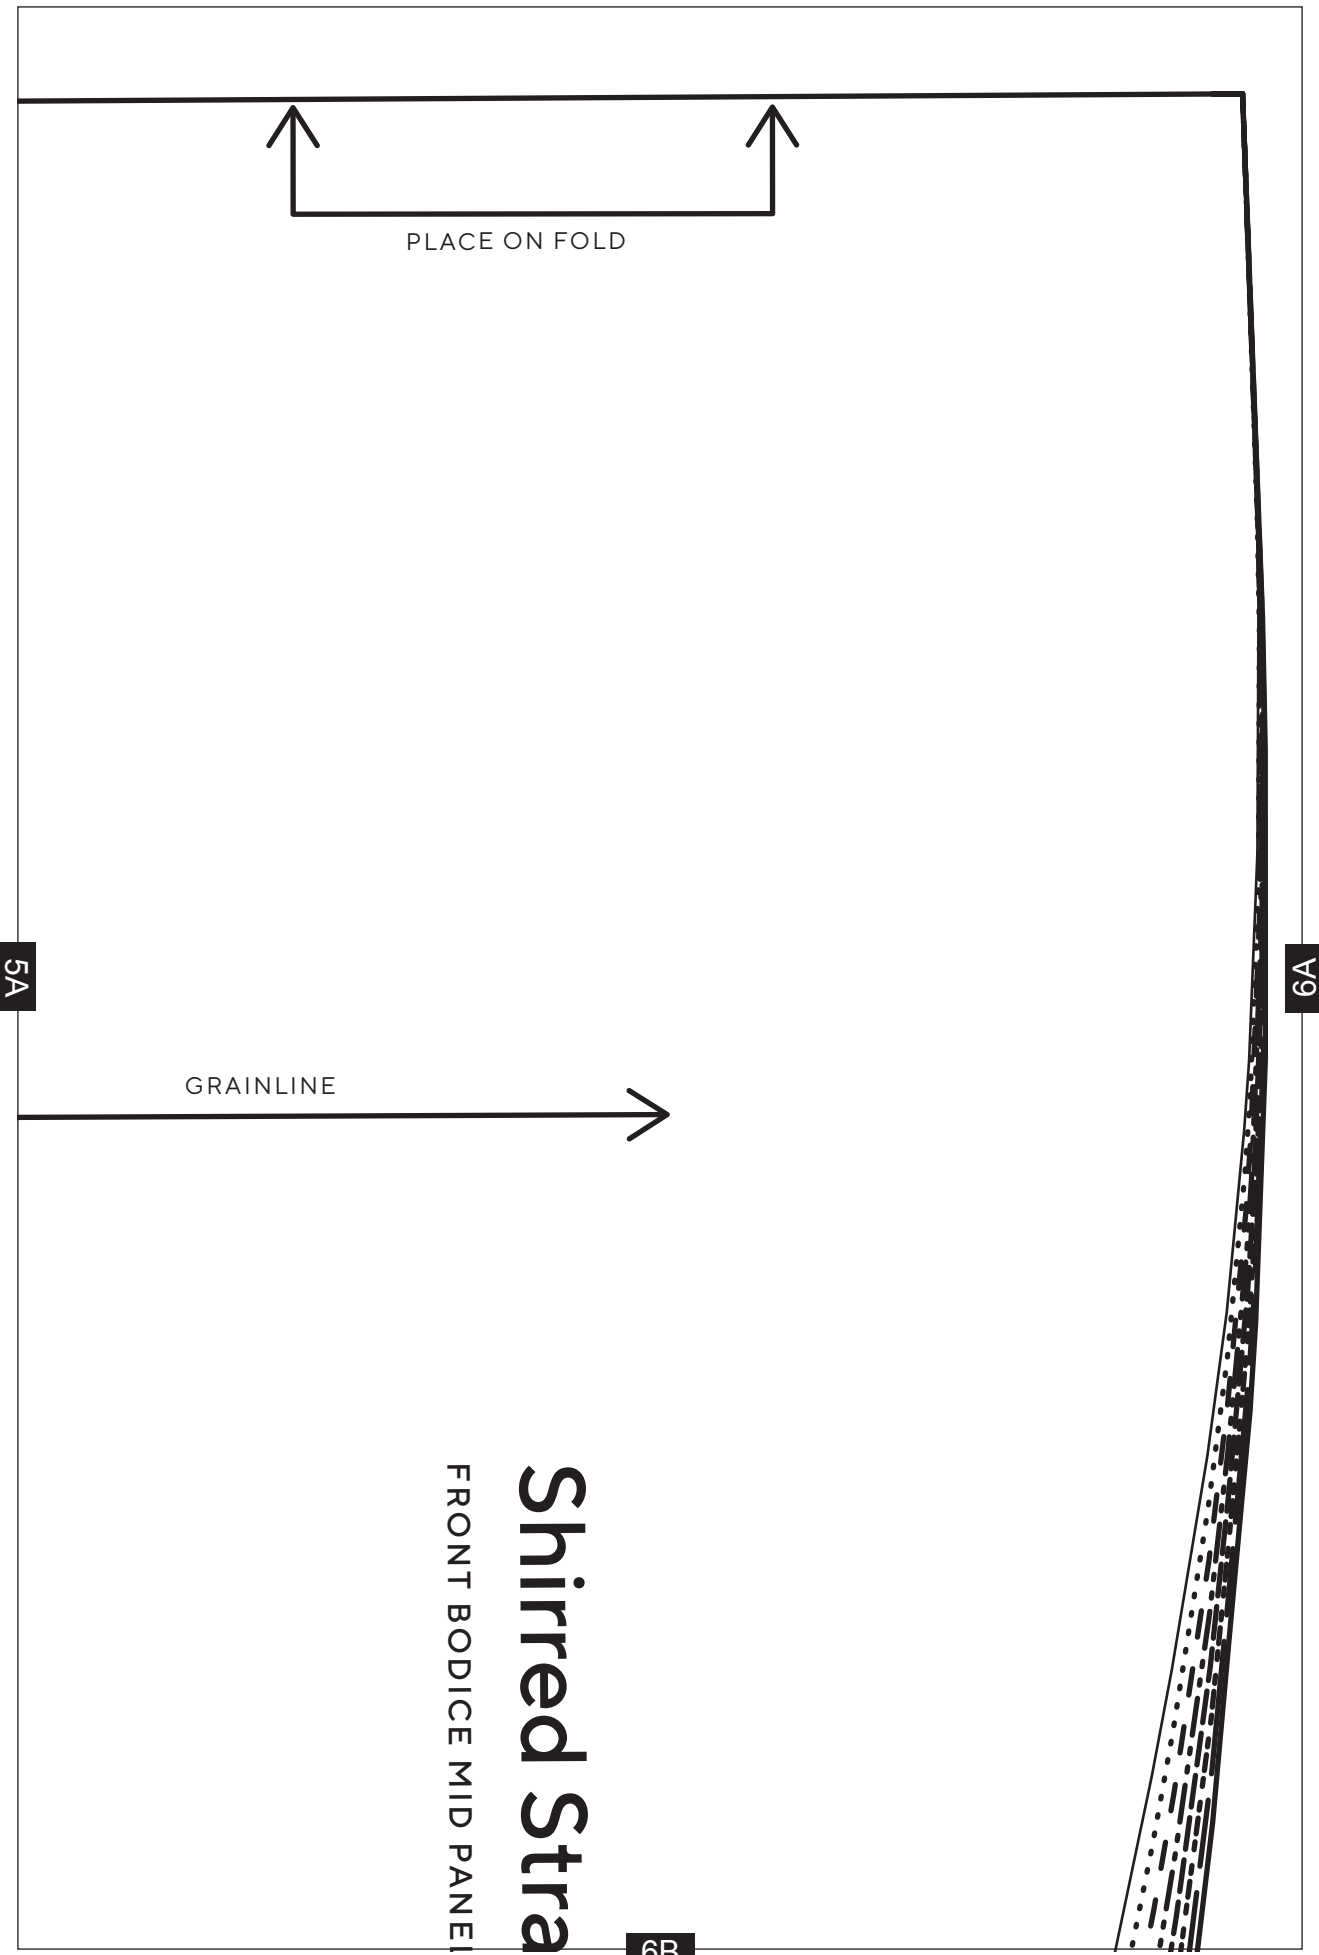 PLACE ON FOLD
5A
6A
GRAINLINE
Shirred Stra
FRONT BODICE MID PANEL
6B